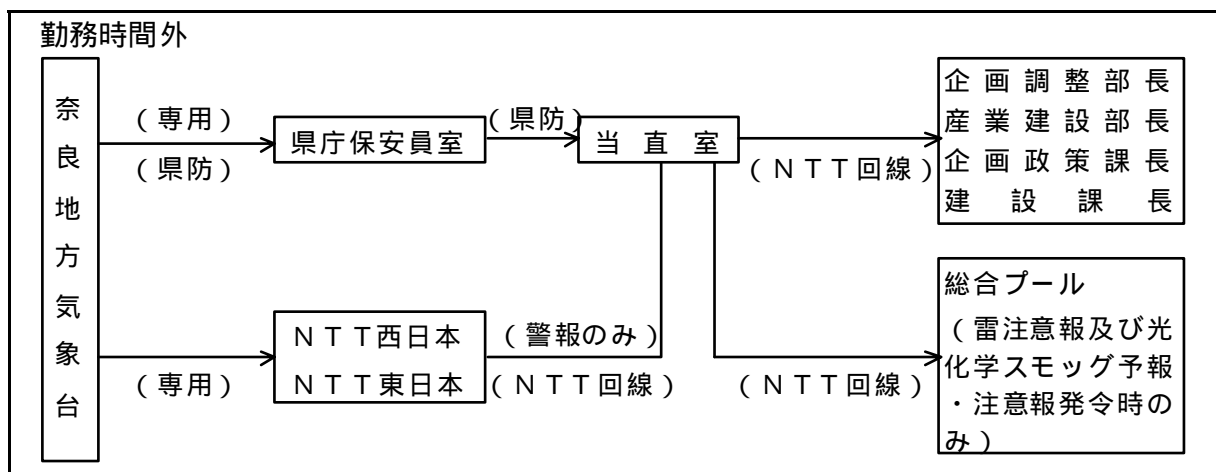 勤務時間外
奈良地方気象台
（専用）
（県防）
県庁保安員室
（県防）
当直室
（ＮＴＴ回線）
企画調整部長
産業建設部長
企画政策課長
建設課長
（専用）
ＮＴＴ西日本
ＮＴＴ東日本
（警報のみ）
（ＮＴＴ回線）
（ＮＴＴ回線）
総合プール
（雷注意報及び光
化学スモッグ予報
・注意報発令時の
み）